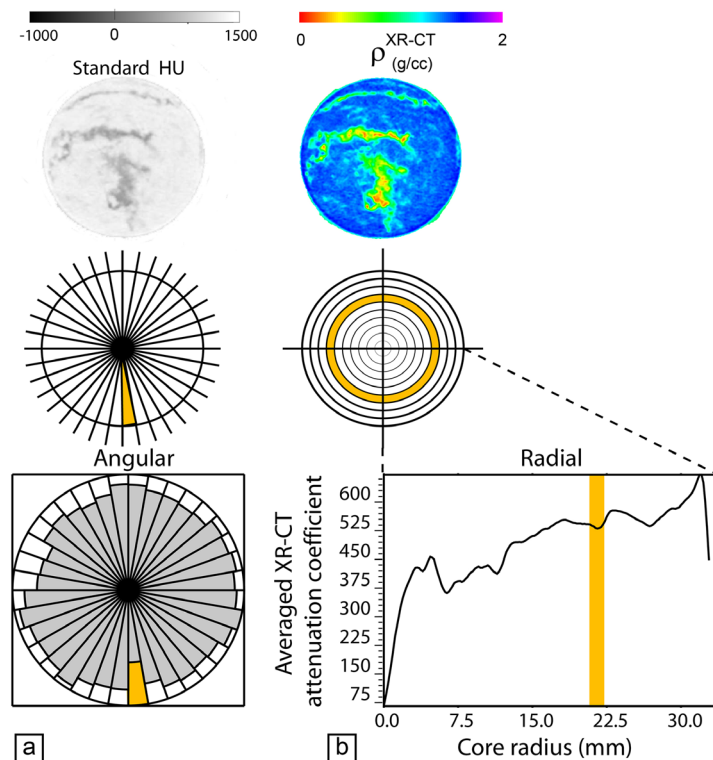 -1000 0 1500
Standard HU
0 XR-CT 2
ρ (g/cc)
Angular
Radial
Averaged XR-CT
attenuation coefficient
600
525
450
375
300
225
150
75
0.0 7.5 15.0 22.5 30.0
Core radius (mm)
a
b